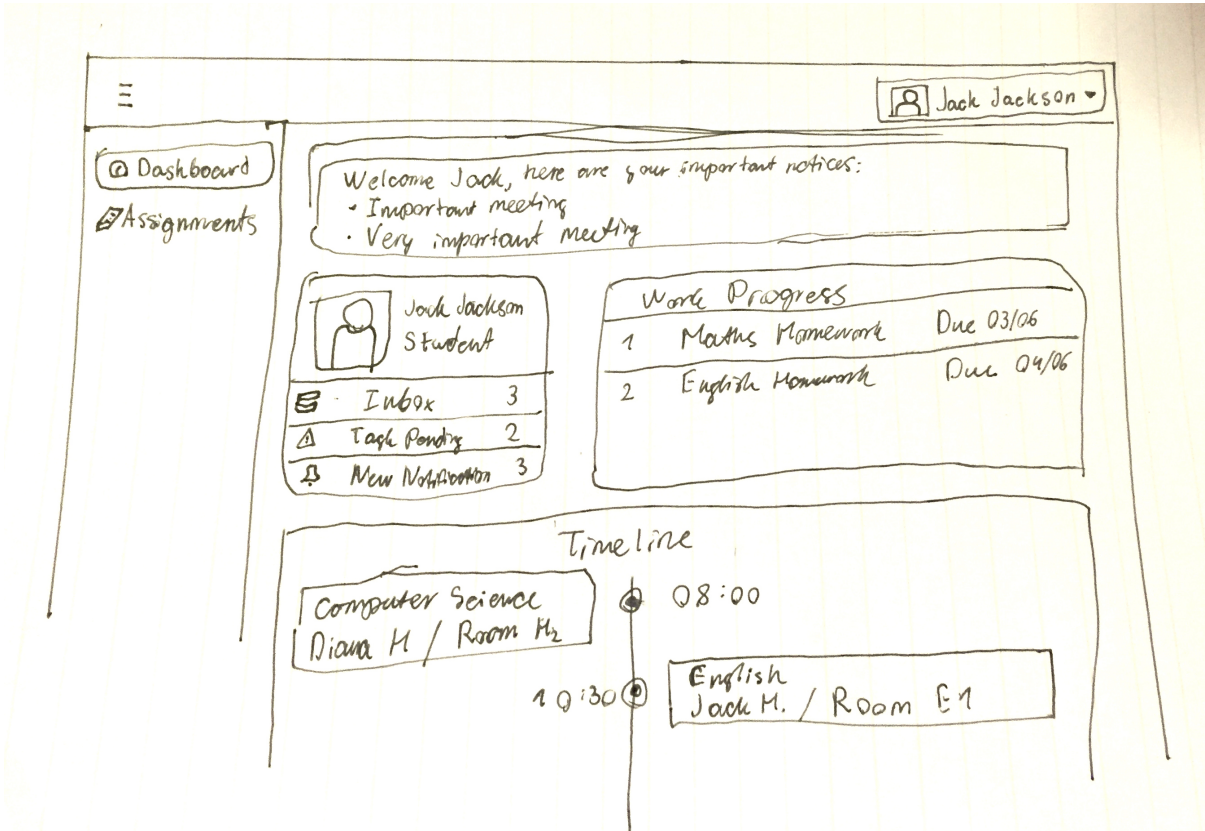 Jack Jackson
Dashboard
Assignments
Welcome Jack, here are your important notices:
• Important meeting
• Very important meeting
Jack Jackson
Student
Inbox 3
Task Pending 2
New Notification 3
Work Progress
1 Maths Homework Due 03/06
2 English Homework Due 04/06
Timeline
Computer Science
Diana H / Room H2
08:00
10:30
English
Jack H. / Room E1